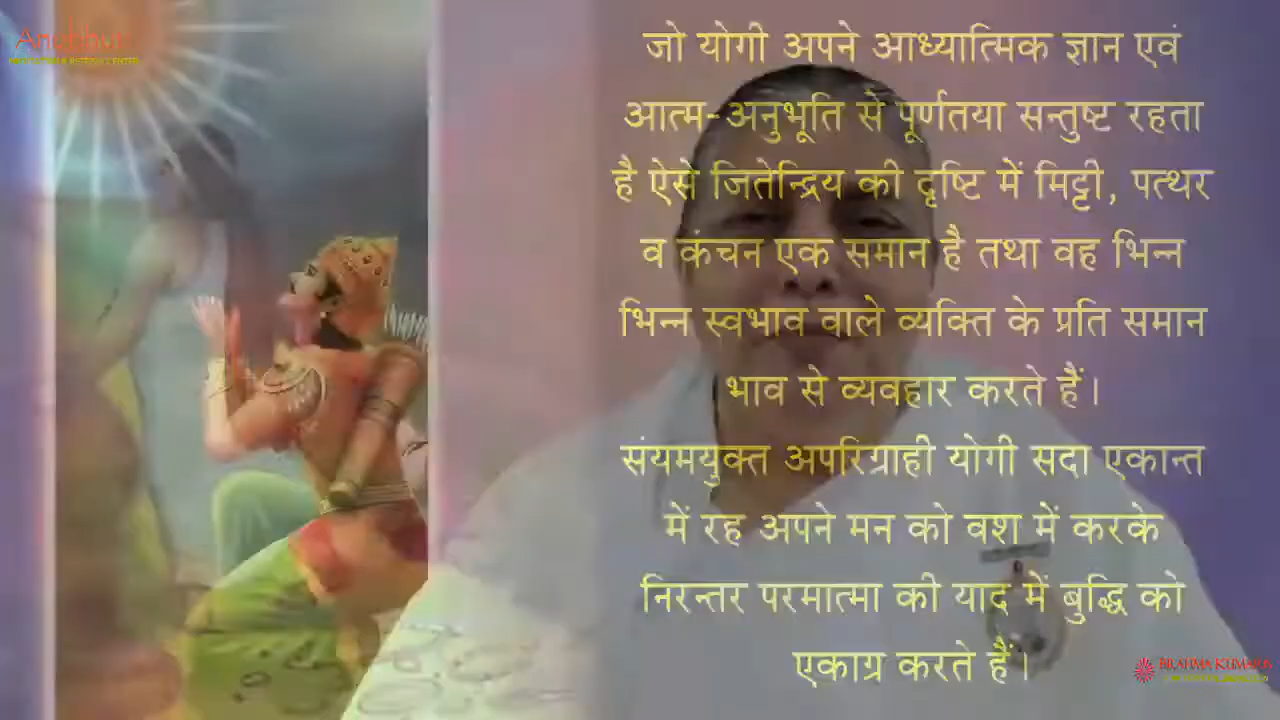 जो योगी अपने आध्यात्मिक ज्ञान एवं
आत्म-अनुभूति से पूर्णतया सन्तुष्ट रहता
है ऐसे जितेन्द्रिय की दृष्टि में मिट्टी, पत्थर
व कंचन एक समान है तथा वह भिन्न
भिन्न स्वभाव वाले व्यक्ति के प्रति समान
भाव से व्यवहार करते हैं।
संयमयुक्त अपरिग्राही योगी सदा एकान्त
में रह अपने मन को वश में करके
निरन्तर परमात्मा की याद में बुद्धि को
एकाग्र करते हैं।
BRAHMA KUMARIS